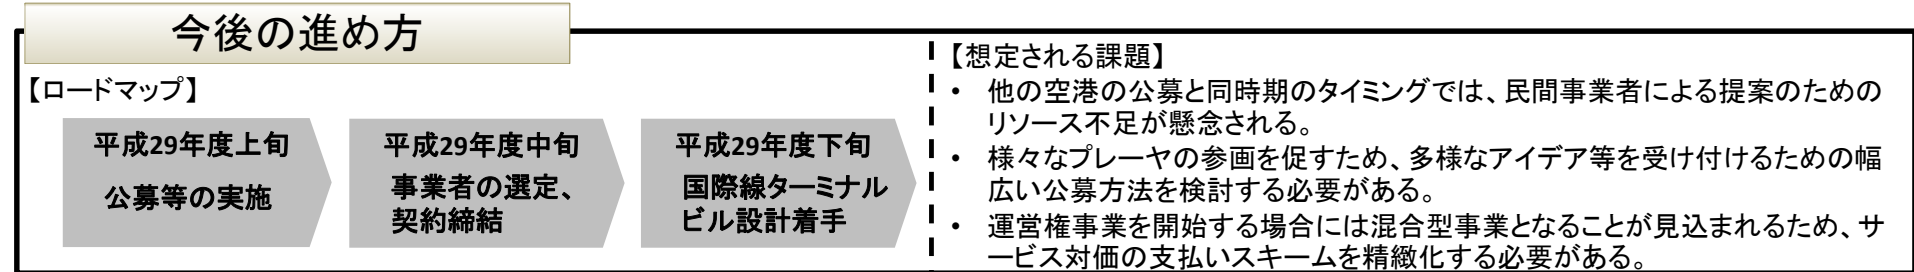 今後の進め方
【ロードマップ】
平成29年度上旬
公募等の実施
平成29年度中旬
事業者の選定、
契約締結
平成29年度下旬
国際線ターミナル
ビル設計着手
【想定される課題】
• 他の空港の公募と同時期のタイミングでは、民間事業者による提案のための
リソース不足が懸念される。
• 様々なプレーヤの参画を促すため、多様なアイデア等を受け付けるための幅
広い公募方法を検討する必要がある。
• 運営権事業を開始する場合には混合型事業となることが見込まれるため、サ
ービス対価の支払いスキームを精緻化する必要がある。